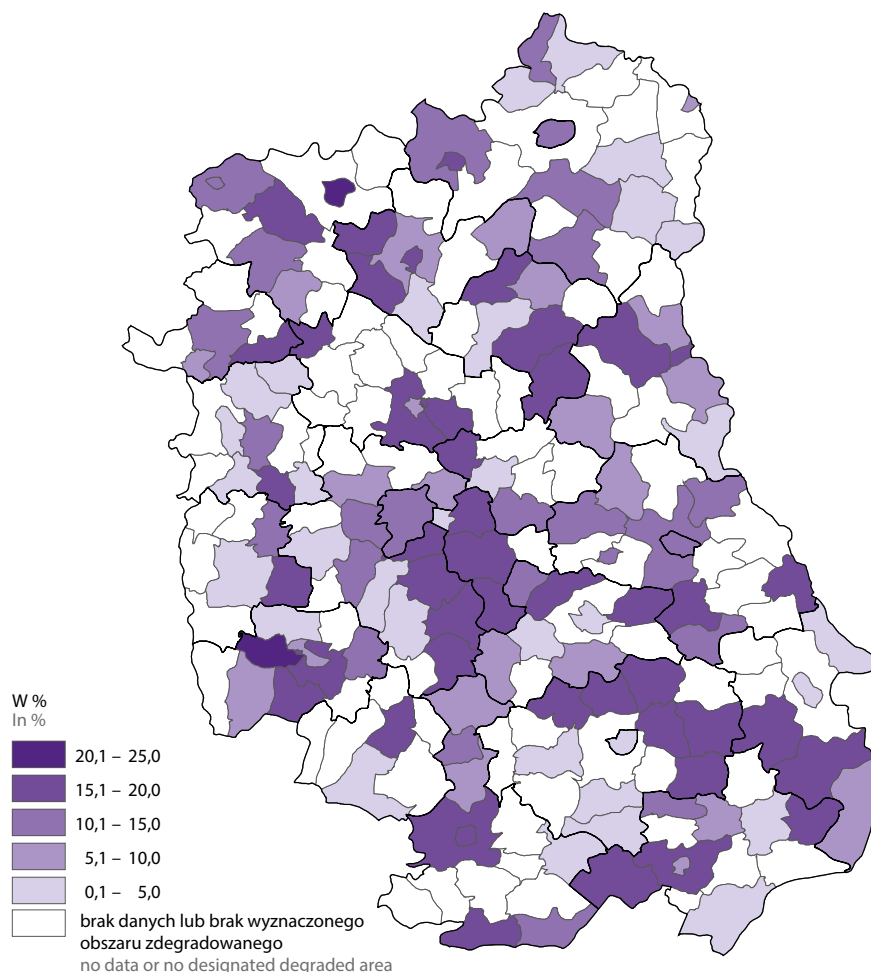 W %
In %
20,1 – 25,0
15,1 – 20,0
10,1 – 15,0
5,1 – 10,0
0,1 – 5,0
brak danych lub brak wyznaczonego
obszaru zdegradowanego
no data or no designated degraded area